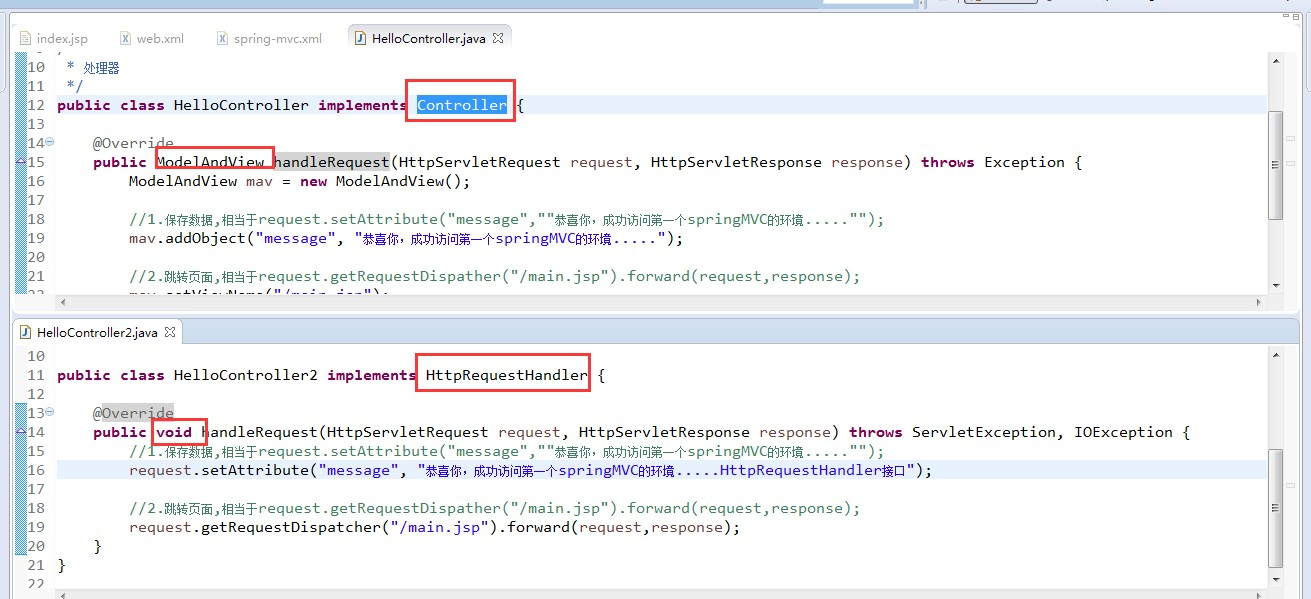 index.jsp web.xml spring-mvc.xml HelloController.java
10 * 处理器
11 */
12 public class HelloController implements Controller {
13
14 @Override
15 public ModelAndView handleRequest(HttpServletRequest request, HttpServletResponse response) throws Exception {
16 ModelAndView mav = new ModelAndView();
17
18 //1.保存数据,相当于request.setAttribute("message",""恭喜你，成功访问第一个springMVC的环境.....“");
19 mav.addObject("message", "恭喜你，成功访问第一个springMVC的环境.....");
20
21 //2.跳转页面,相当于request.getRequestDispather("/main.jsp").forward(request,response);
22 mav.setViewName("/main.jsp");
HelloController2.java
10
11 public class HelloController2 implements HttpRequestHandler {
12
13 @Override
14 public void handleRequest(HttpServletRequest request, HttpServletResponse response) throws ServletException, IOException {
15 //1.保存数据,相当于request.setAttribute("message",""恭喜你，成功访问第一个springMVC的环境.....“");
16 request.setAttribute("message", "恭喜你，成功访问第一个springMVC的环境.....HttpRequestHandler接口");
17
18 //2.跳转页面,相当于request.getRequestDispather("/main.jsp").forward(request,response);
19 request.getRequestDispatcher("/main.jsp").forward(request,response);
20 }
21 }
22